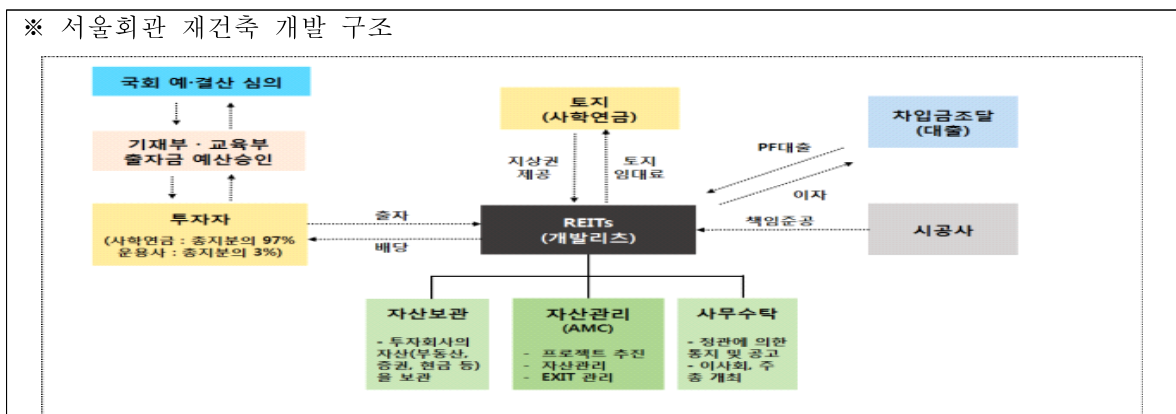 ※ 서울회관 재건축 개발 구조
국회 예·결산 심의
기재부 · 교육부
출자금 예산승인
투자자
(사학연금 : 총지분의 97%
운용사 : 총지분의 3%)
출자
배당
토지
(사학연금)
지상권
제공
토지
임대료
REITs
(개발리츠)
차입금조달
(대출)
PF대출
이자
책임준공
시공사
자산보관
- 투자회사의
자산(부동산,
증권, 현금 등)
을 보관
자산관리
(AMC)
- 프로젝트 추진
- 자산관리
- EXIT 관리
사무수탁
- 정관에 의한
통지 및 공고
- 이사회, 주
총 개최